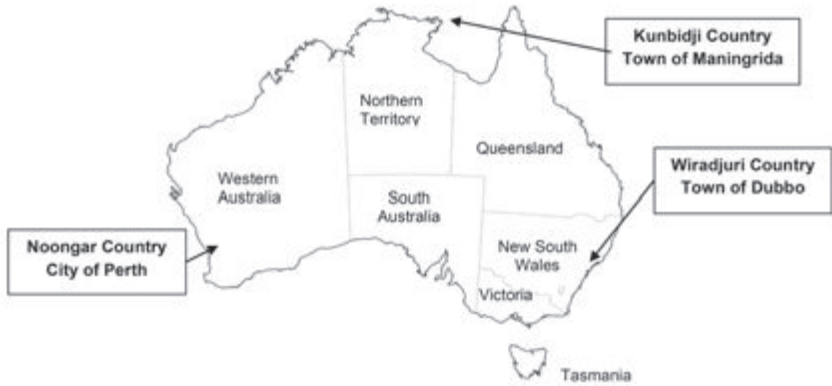 Kunbidji Country
Town of Maningrida
Northern
Territory
Queensland
Wiradjuri Country
Town of Dubbo
Western
Australia
South
Australia
Noongar Country
City of Perth
New South
Wales
Victoria
Tasmania